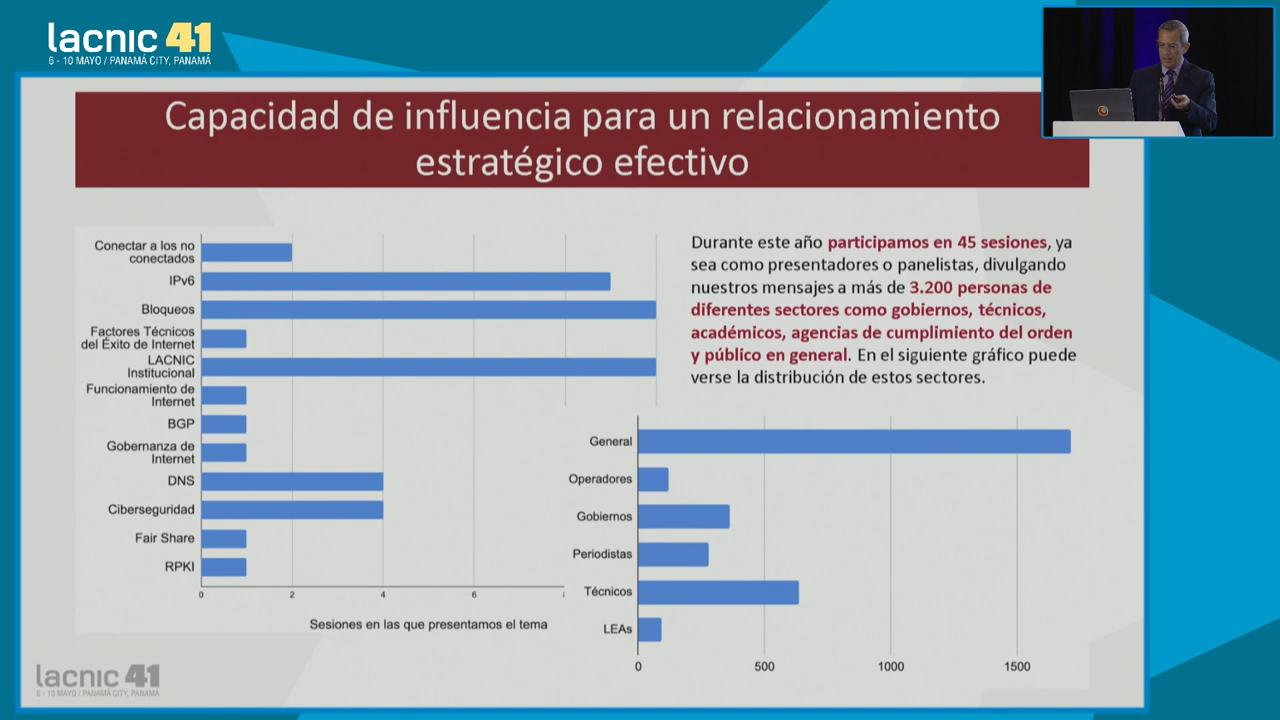 lacnic 41
6 - 10 MAYO / PANAMÁ CITY, PANAMÁ
Capacidad de influencia para un relacionamiento
estratégico efectivo
Conectar a los no
conectados
IPv6
Bloqueos
Factores Técnicos
del Éxito de Internet
LACNIC
Institucional
Funcionamiento de
Internet
BGP
Gobernanza de
Internet
DNS
Ciberseguridad
Fair Share
RPKI
0 2 4 6
Sesiones en las que presentamos el tema
Durante este año participamos en 45 sesiones, ya
sea como presentadores o panelistas, divulgando
nuestros mensajes a más de 3.200 personas de
diferentes sectores como gobiernos, técnicos,
académicos, agencias de cumplimiento del orden
y público en general. En el siguiente gráfico puede
verse la distribución de estos sectores.
General
Operadores
Gobiernos
Periodistas
Técnicos
LEAs
0 500 1000 1500
lacnic 41
6 - 10 MAYO / PANAMÁ CITY, PANAMÁ